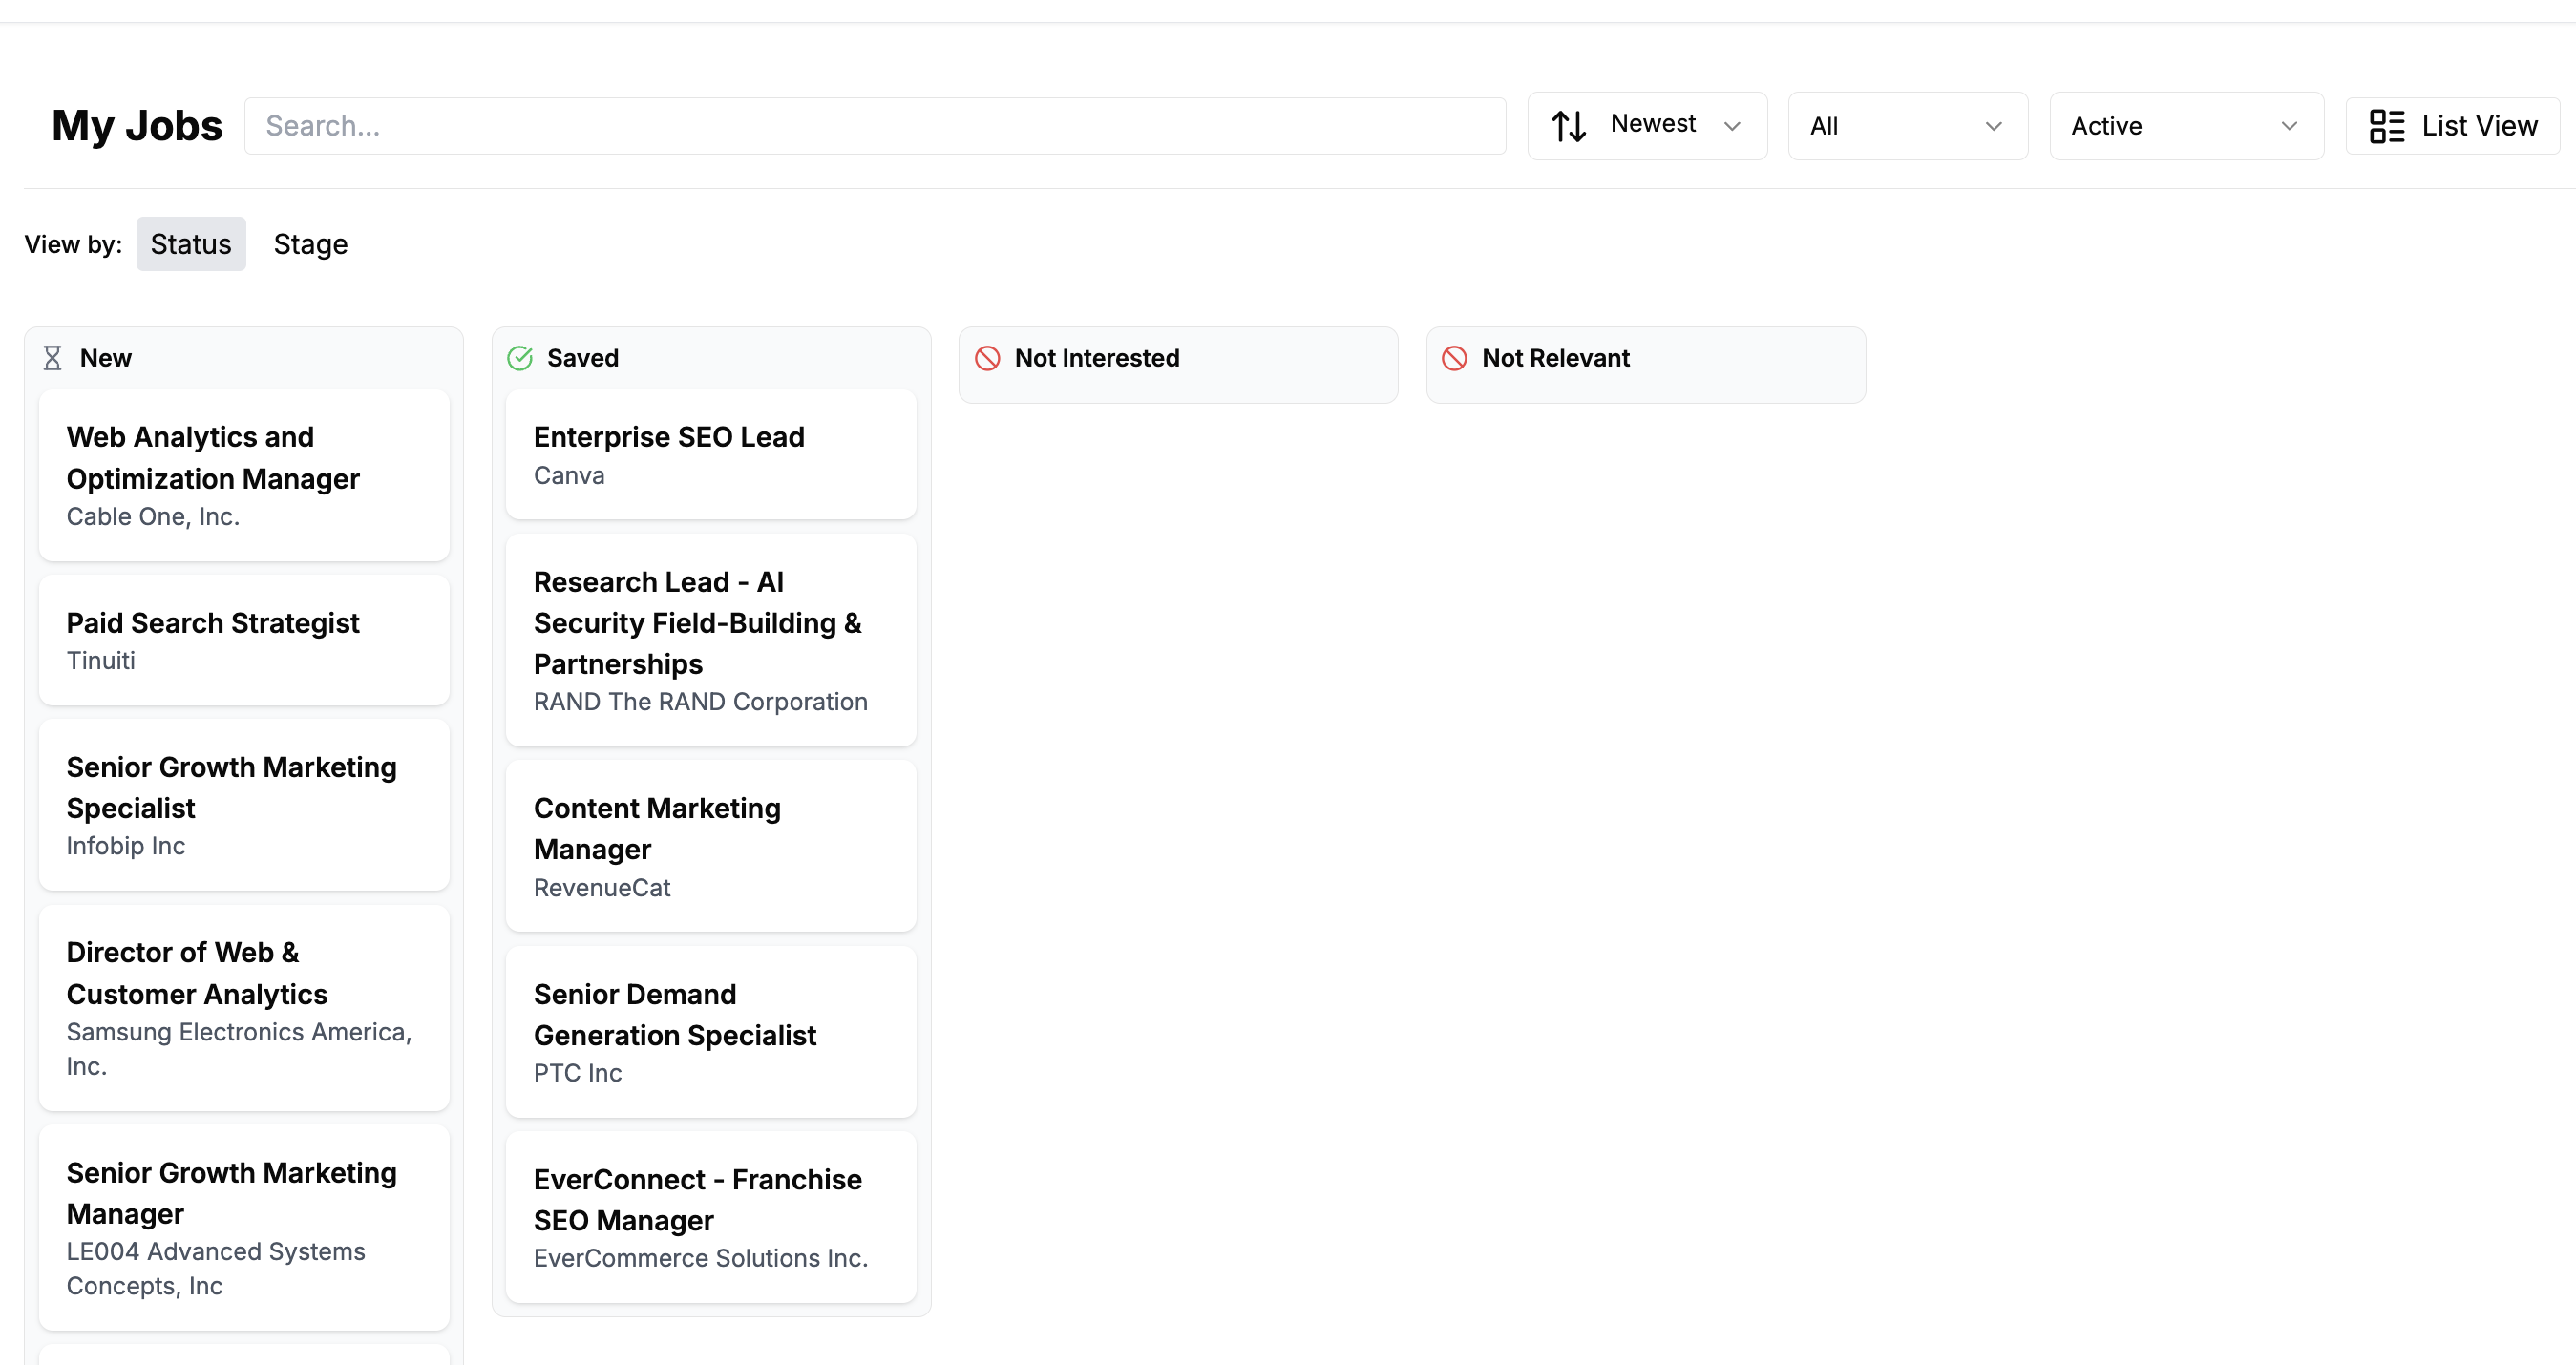 My Jobs
Search...
Newest
All
Active
List View
View by:
Status
Stage
New
Web Analytics and
Optimization Manager
Cable One, Inc.
Paid Search Strategist
Tinuiti
Senior Growth Marketing
Specialist
Infobip Inc
Director of Web &
Customer Analytics
Samsung Electronics America,
Inc.
Senior Growth Marketing
Manager
LE004 Advanced Systems
Concepts, Inc
Saved
Enterprise SEO Lead
Canva
Research Lead - AI
Security Field-Building &
Partnerships
RAND The RAND Corporation
Content Marketing
Manager
RevenueCat
Senior Demand
Generation Specialist
PTC Inc
EverConnect - Franchise
SEO Manager
EverCommerce Solutions Inc.
Not Interested
Not Relevant